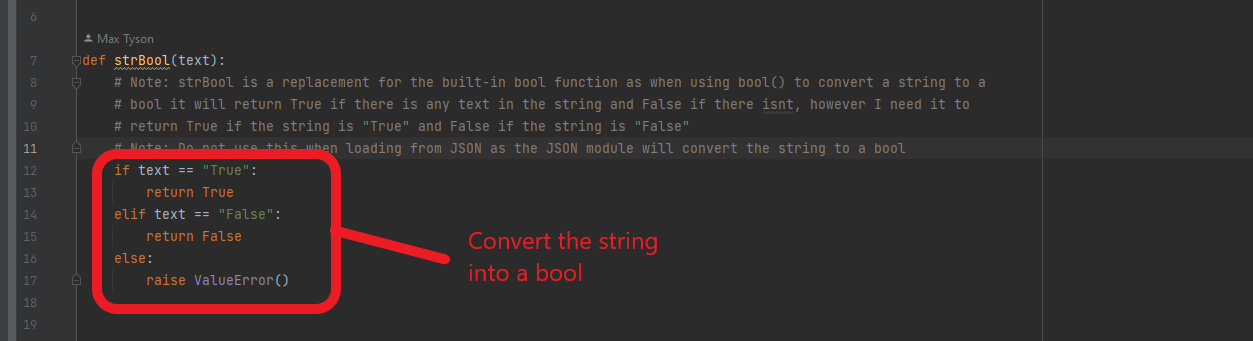 6
Max Tyson
7 def strBool(text):
8 # Note: strBool is a replacement for the built-in bool function as when using bool() to convert a string to a
9 # bool it will return True if there is any text in the string and False if there isnt, however I need it to
10 # return True if the string is "True" and False if the string is "False"
11 # Note: Do not use this when loading from JSON as the JSON module will convert the string to a bool
12 if text == "True":
13 return True
14 elif text == "False":
15 return False
16 else:
17 raise ValueError()
18
19
Convert the string
into a bool